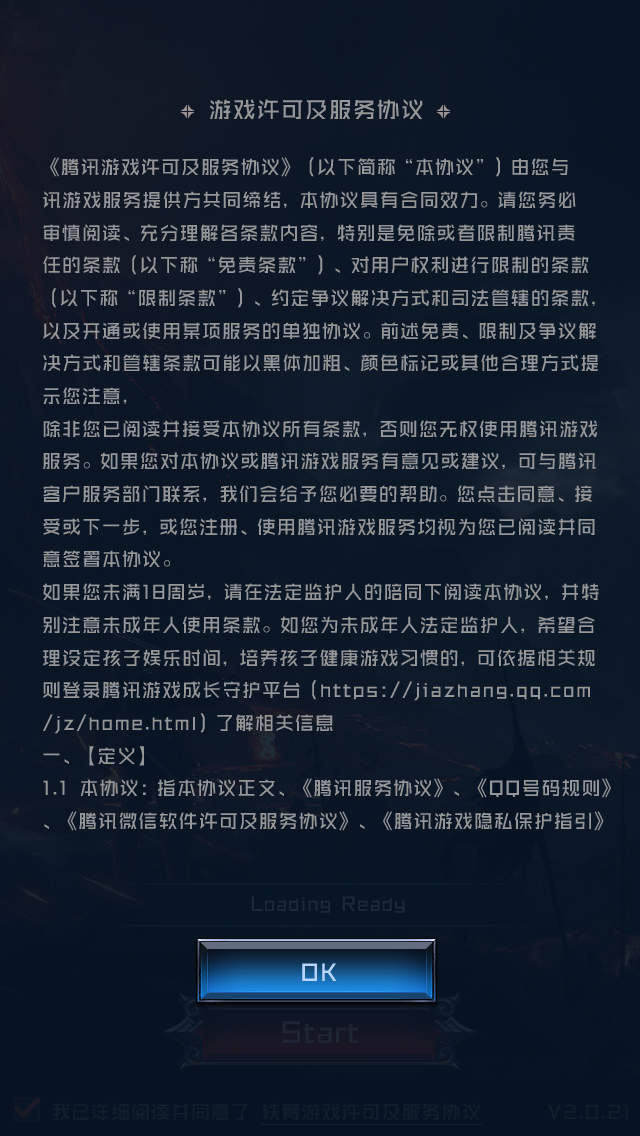 游戏许可及服务协议
《腾讯游戏许可及服务协议》(以下简称“本协议”)由您与
讯游戏服务提供方共同缔结，本协议具有合同效力。请您务必
审慎阅读、充分理解各条款内容，特别是免除或者限制腾讯责
任的条款(以下称“免责条款”)、对用户权利进行限制的条款
(以下称“限制条款”)、约定争议解决方式和司法管辖的条款，
以及开通或使用某项服务的单独协议。前述免责、限制及争议解
决方式和管辖条款可能以黑体加粗、颜色标记或其他合理方式提
示您注意，
除非您已阅读并接受本协议所有条款，否则您无权使用腾讯游戏
服务。如果您对本协议或腾讯游戏服务有意见或建议，可与腾讯
客户服务部门联系，我们会给予您必要的帮助。您点击同意、接
受或下一步，或您注册、使用腾讯游戏服务均视为您已阅读并同
意签署本协议。
如果您未满18周岁，请在法定监护人的陪同下阅读本协议，并特
别注意未成年人使用条款。如您为未成年人法定监护人，希望合
理设定孩子娱乐时间，培养孩子健康游戏习惯的，可依据相关规
则登录腾讯游戏成长守护平台(https://jiazhang.qq.com
/jz/home.html)了解相关信息
一、【定义】
1.1 本协议：指本协议正文、《腾讯服务协议》、《QQ号码规则》
、《腾讯微信软件许可及服务协议》、《腾讯游戏隐私保护指引》
Loading Ready
OK
Start
我已详细阅读并同意了 游戏许可及服务协议 V2.0.21